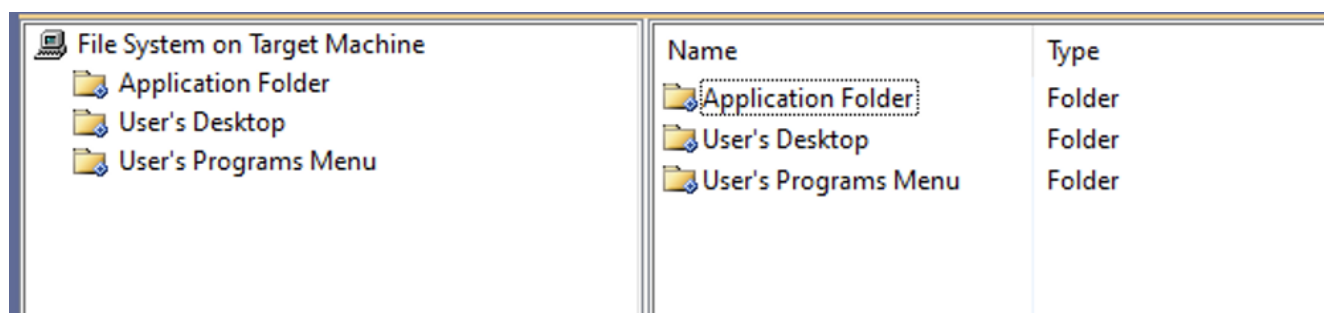 File System on Target Machine
Application Folder
User's Desktop
User's Programs Menu
Name Type
Application Folder Folder
User's Desktop Folder
User's Programs Menu Folder